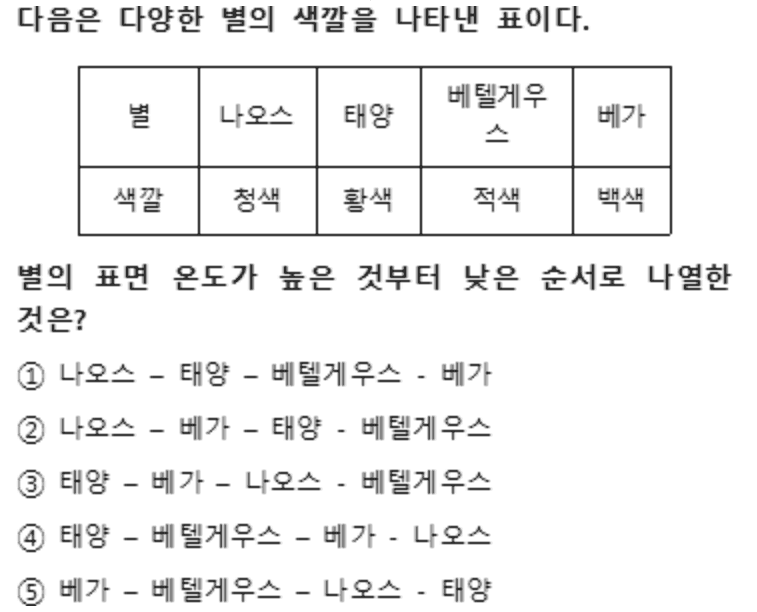 다음은 다양한 별의 색깔을 나타낸 표이다.
별 나오스 태양 베텔게우스 베가
색깔 청색 황색 적색 백색
별의 표면 온도가 높은 것부터 낮은 순서로 나열한
것은?
① 나오스 – 태양 – 베텔게우스 - 베가
② 나오스 – 베가 – 태양 - 베텔게우스
③ 태양 – 베가 – 나오스 - 베텔게우스
④ 태양 – 베텔게우스 – 베가 - 나오스
⑤ 베가 – 베텔게우스 – 나오스 - 태양